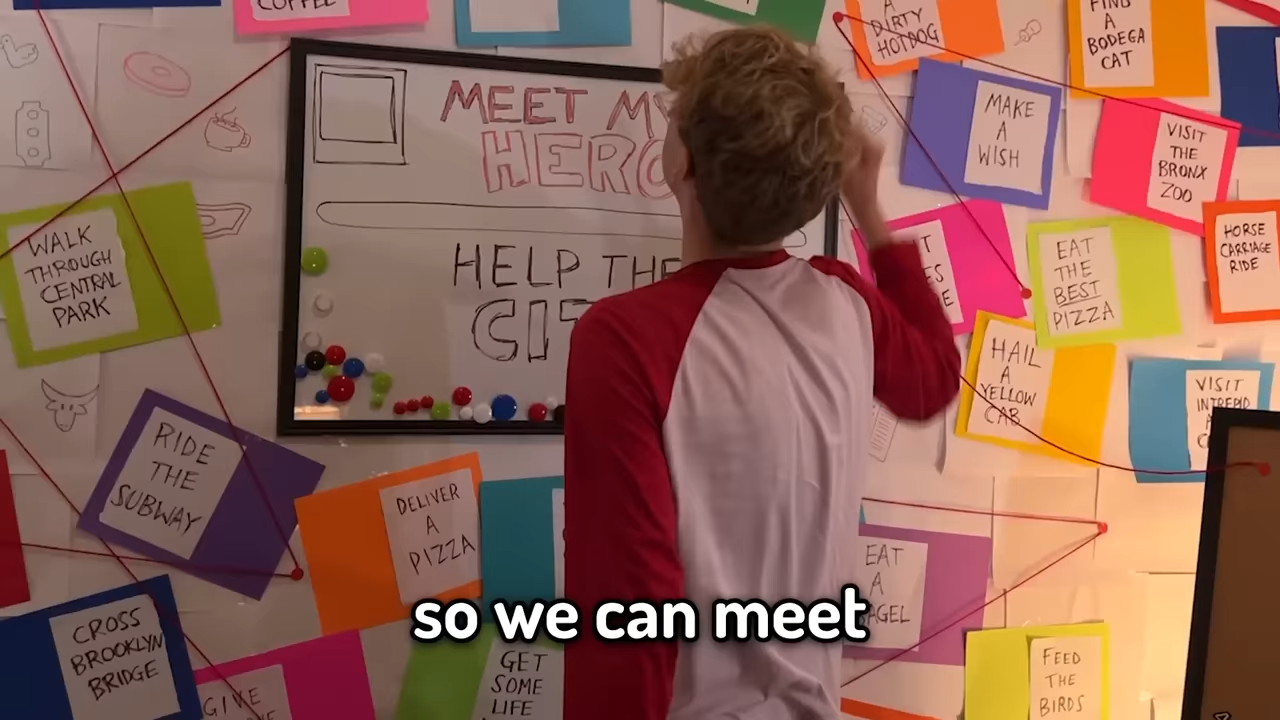 COFFEE
A
DIRTY
HOTDOG
FIND
A
BODEGA
CAT
MEET MY
HERO
MAKE
A
WISH
VISIT
THE
BRONX
ZOO
WALK
THROUGH
CENTRAL
PARK
HELP THE
EAT
THE
BEST
PIZZA
HORSE
CARRIAGE
RIDE
HAIL
A
YELLOW
CAB
VISIT
INTREPID
RIDE
THE
SUBWAY
DELIVER
A
PIZZA
EAT
A
BAGEL
so we can meet
CROSS
BROOKLYN
BRIDGE
GIVE
GET
SOME
LIFE
FEED
THE
BIRDS